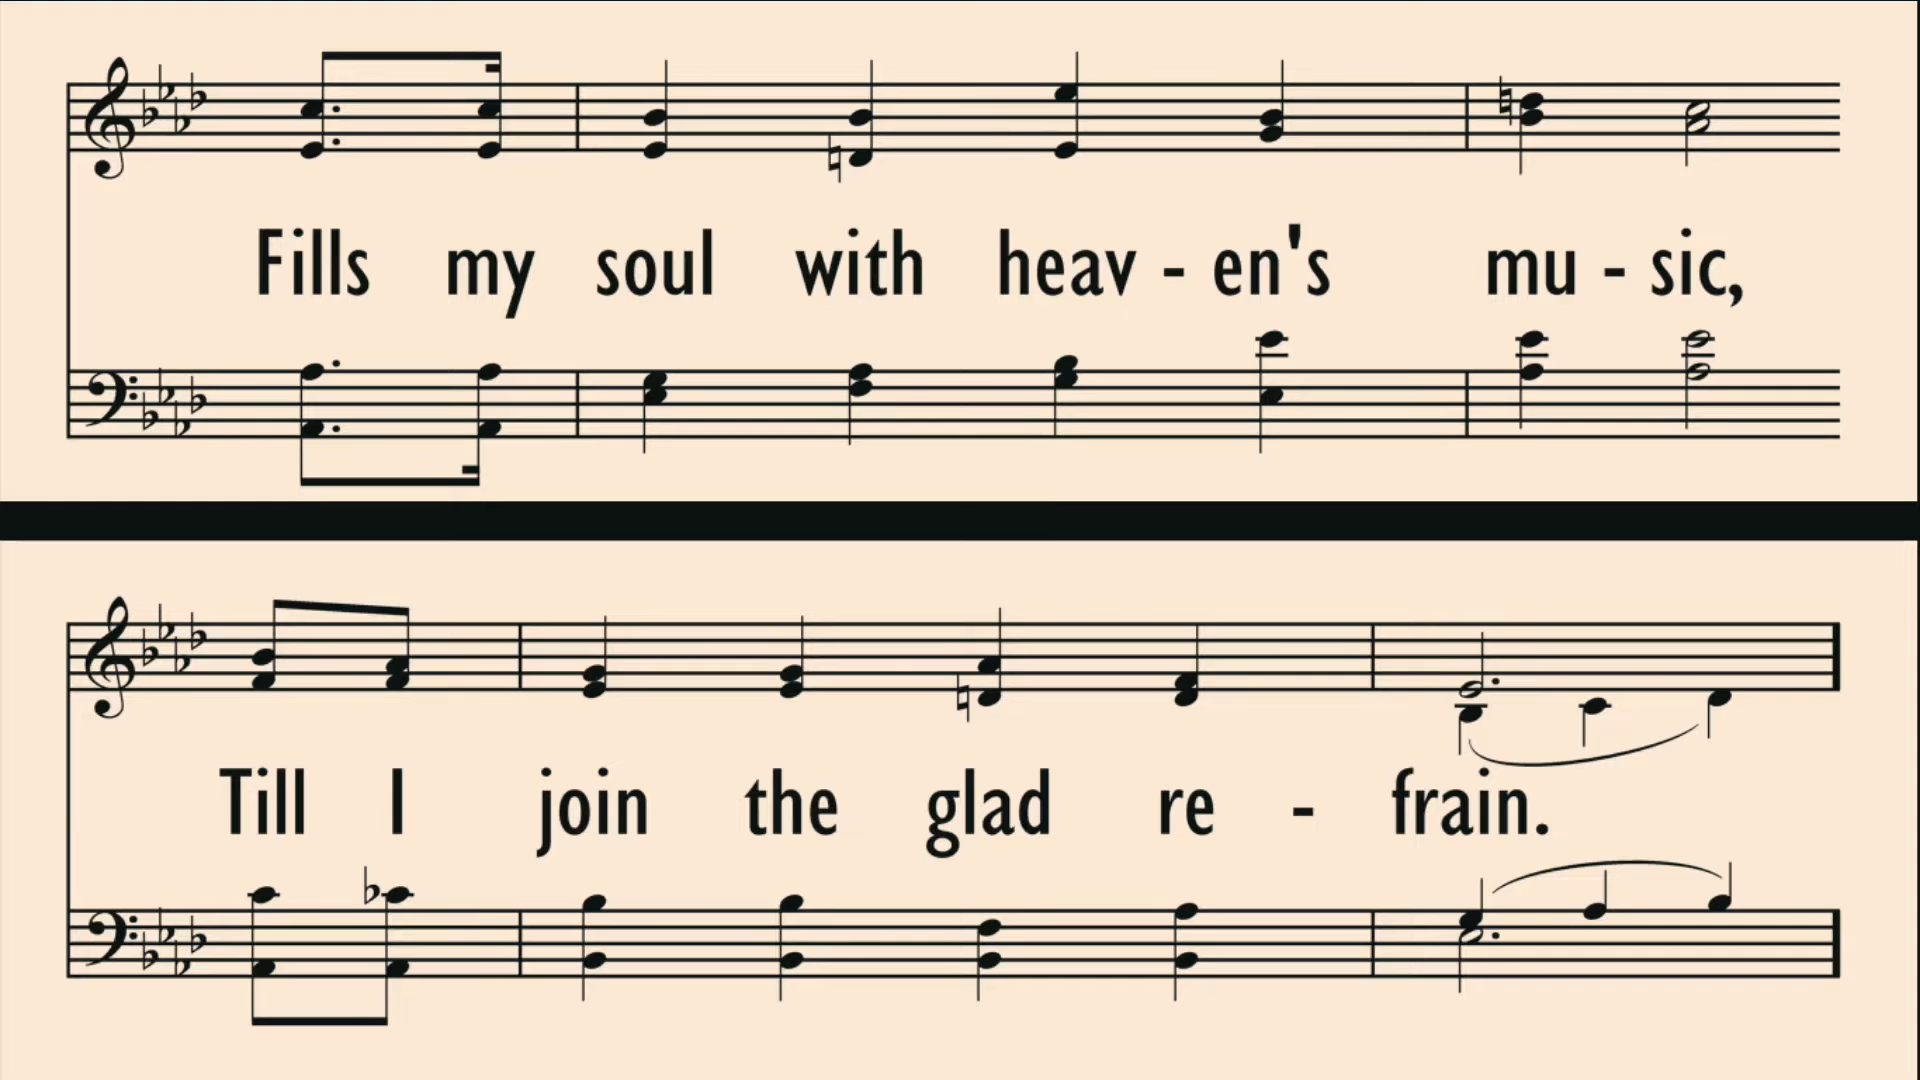 Fills my soul with heav - en's mu - sic,
Till I join the glad re - frain.